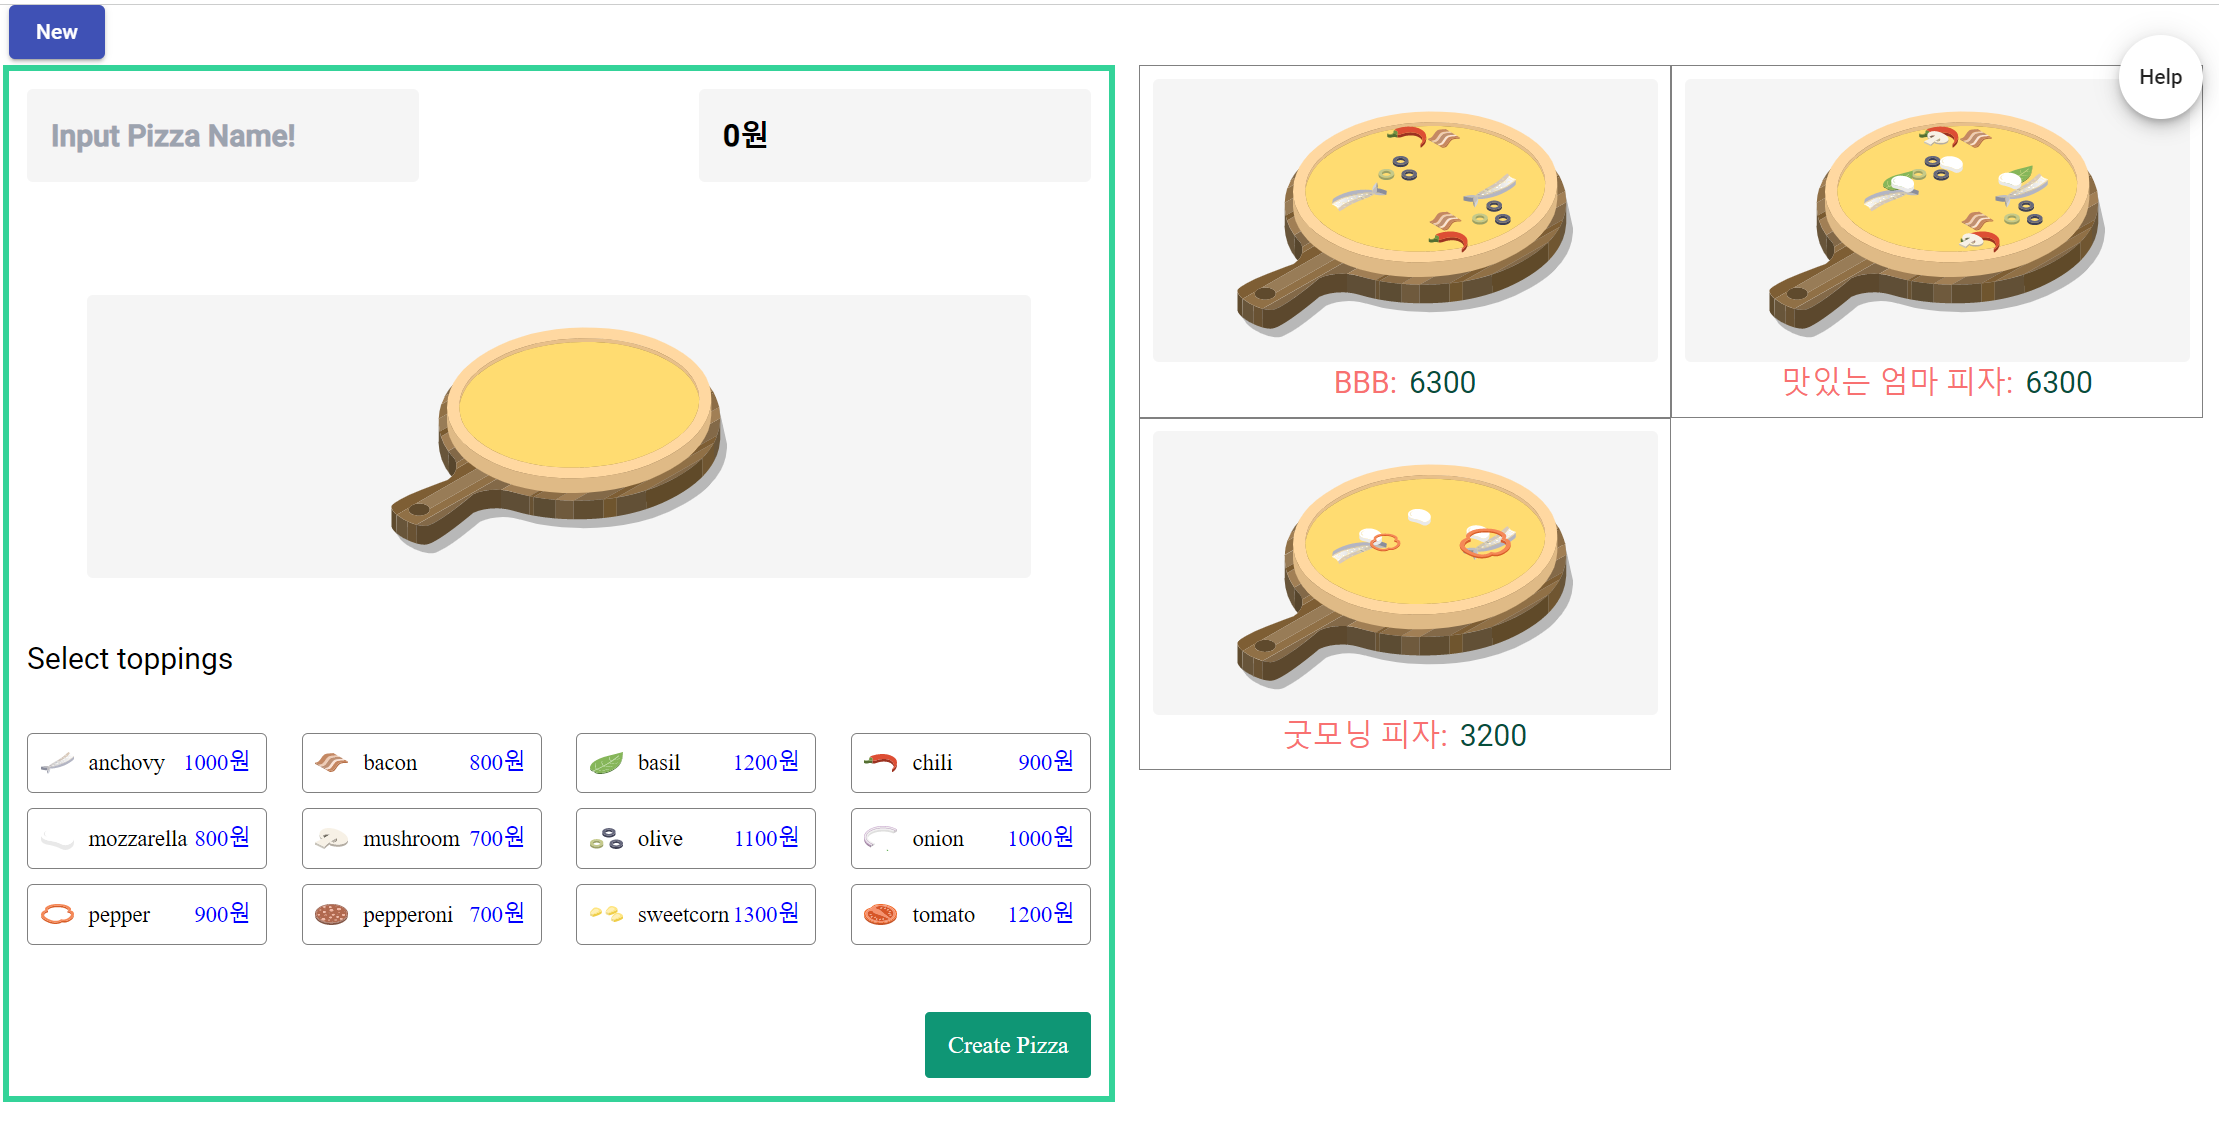 New
Help
Input Pizza Name!
0원
BBB: 6300
맛있는 엄마 피자: 6300
굿모닝 피자: 3200
Select toppings
anchovy 1000원
bacon 800원
basil 1200원
chili 900원
mozzarella 800원
mushroom 700원
olive 1100원
onion 1000원
pepper 900원
pepperoni 700원
sweetcorn 1300원
tomato 1200원
Create Pizza